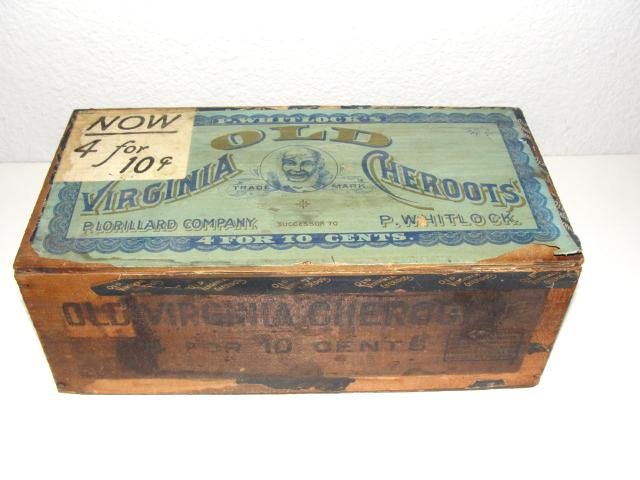 NOW
4 for
10¢
P. WHITLOCK'S
OLD
VIRGINIA CHEROOTS
TRADE MARK
P. LORILLARD COMPANY, SUCCESSOR TO P. WHITLOCK.
4 FOR 10 CENTS.
OLD VIRGINIA CHEROOTS
FOR 10 CENTS